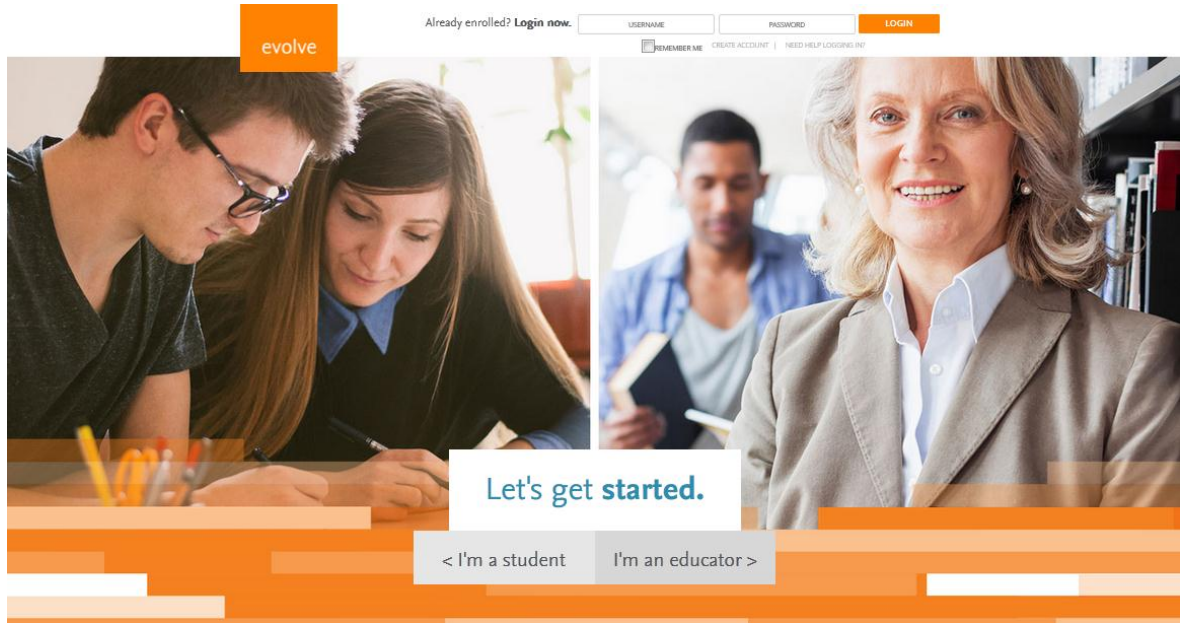 evolve
Already enrolled? Login now.
USERNAME
PASSWORD
LOGIN
REMEMBER ME
CREATE ACCOUNT |
NEED HELP LOGGING IN?
Let's get started.
< I'm a student
I'm an educator >